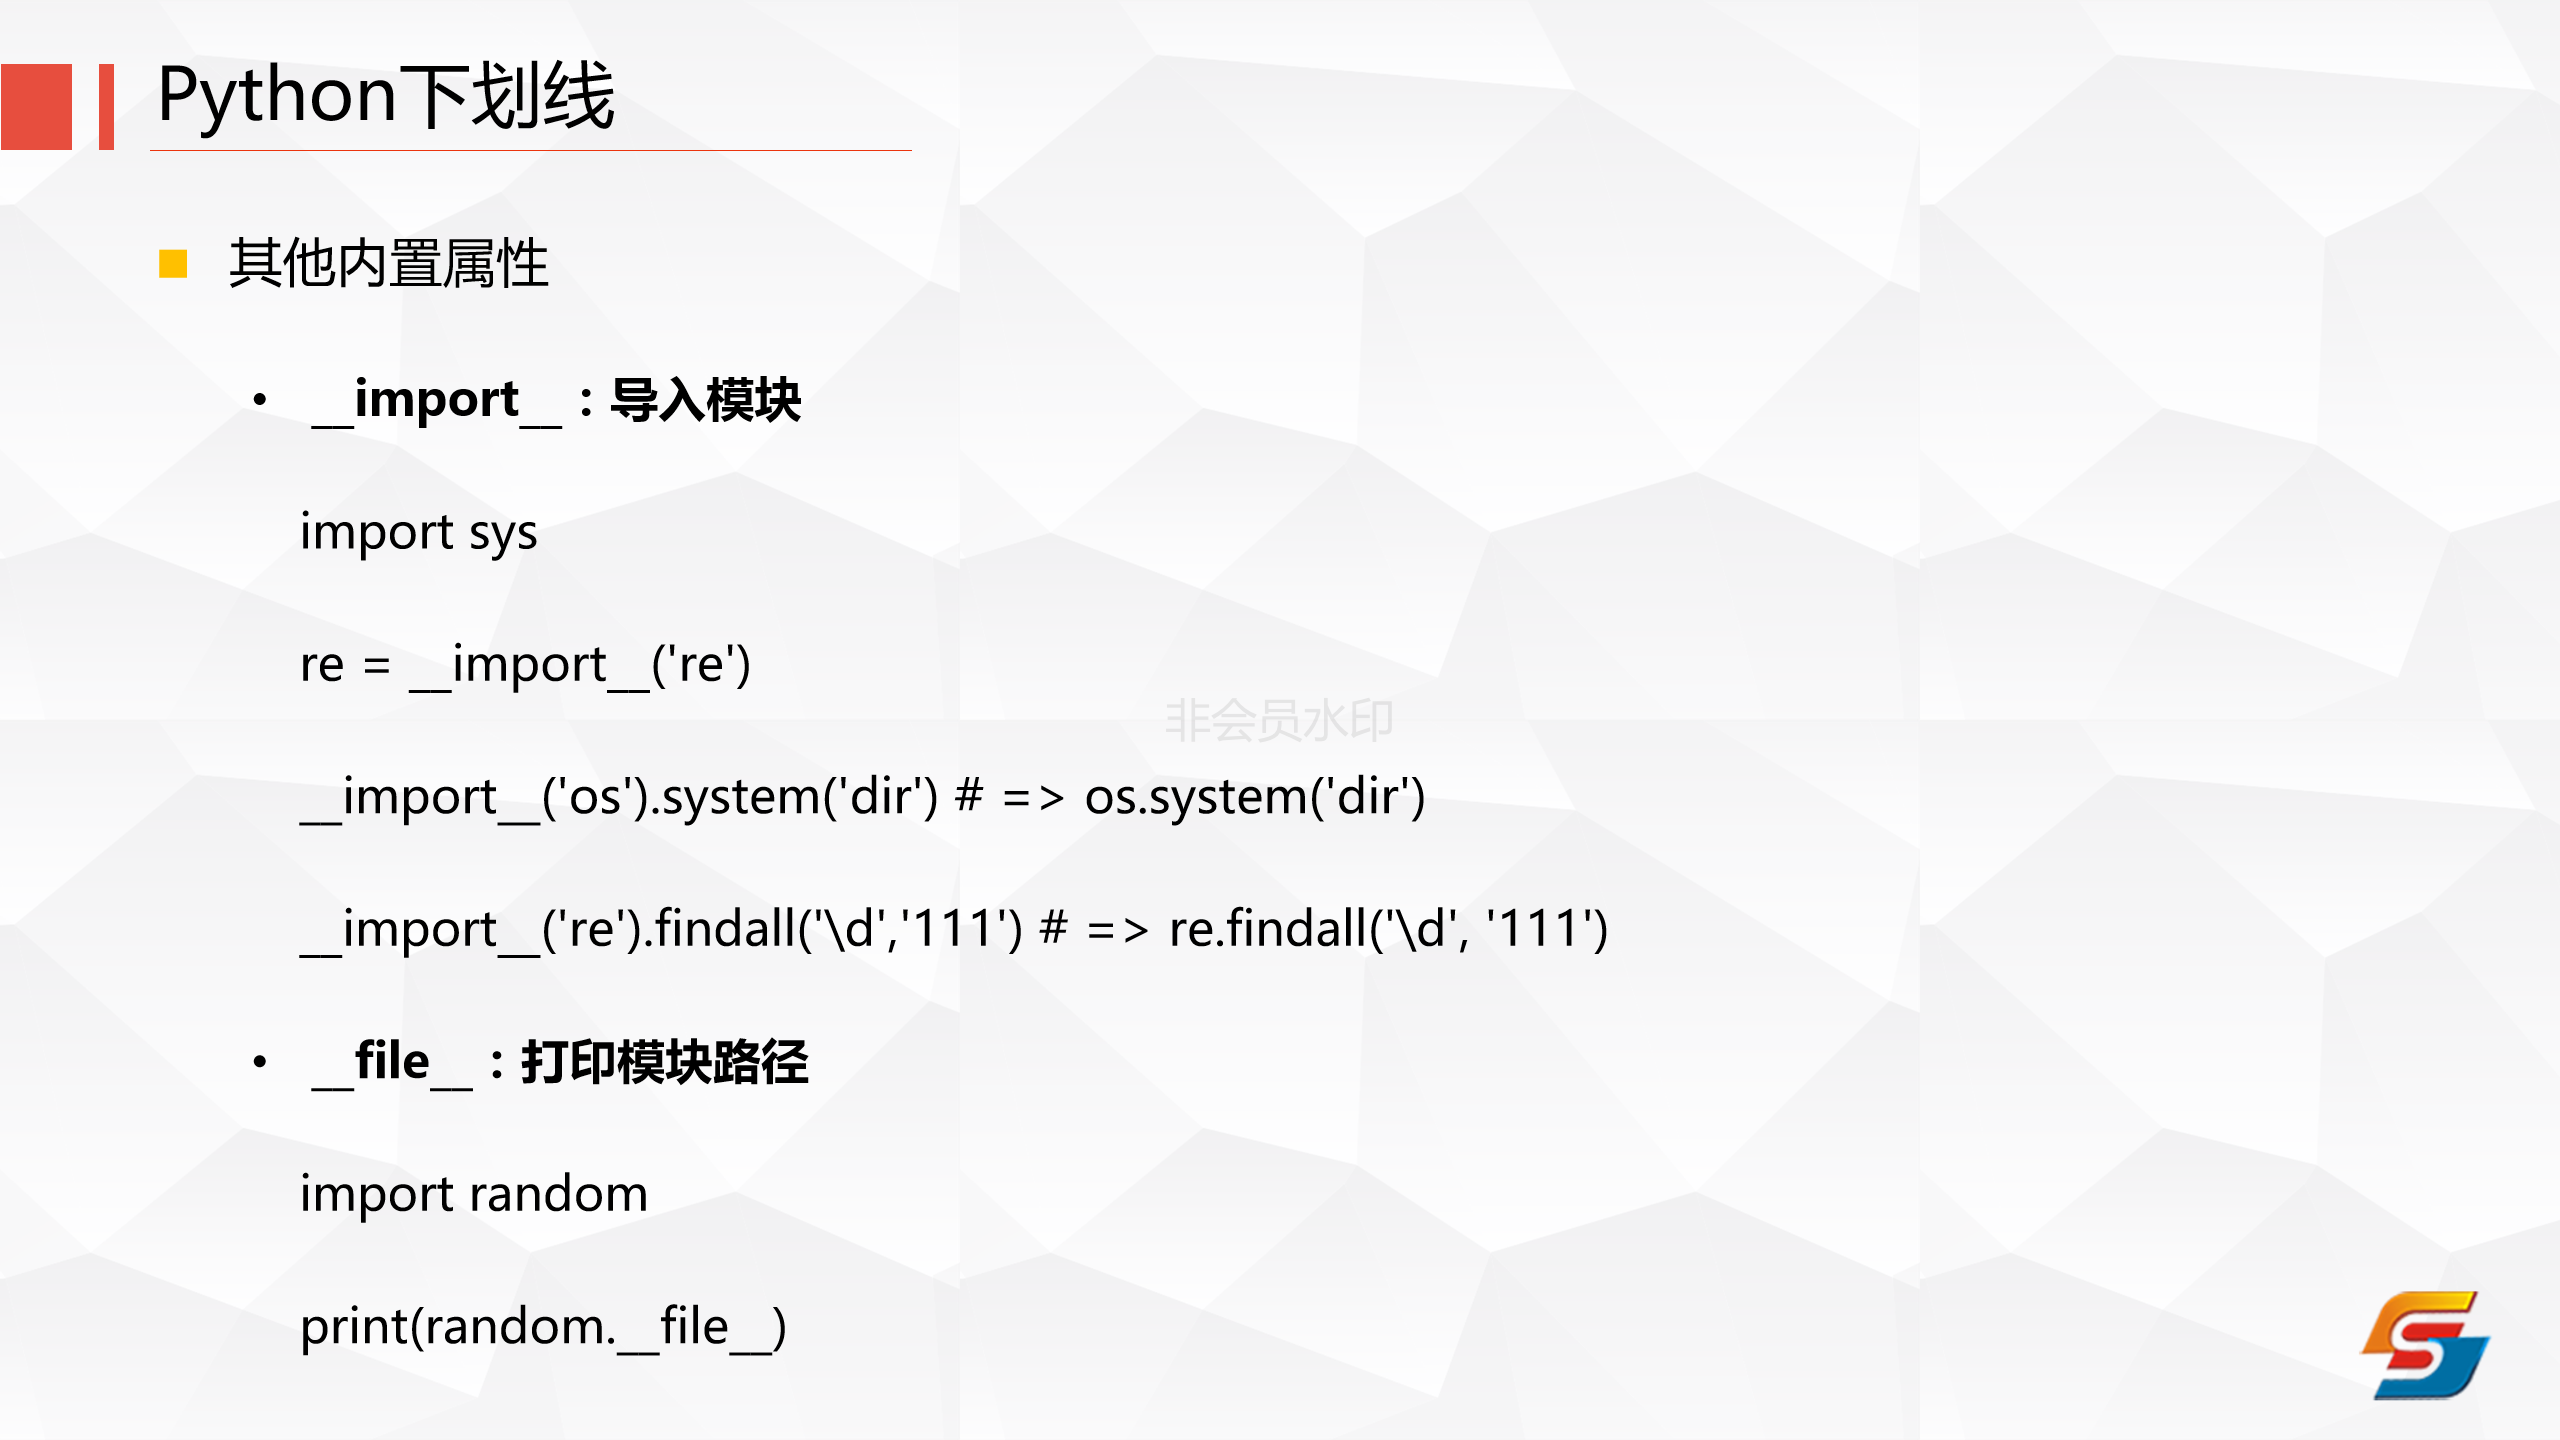 Python下划线
其他内置属性
• __import__：导入模块
import sys
re = __import__('re')
非会员水印
__import__('os').system('dir') # => os.system('dir')
__import__('re').findall('\d','111') # => re.findall('\d', '111')
• __file__：打印模块路径
import random
print(random.__file__)